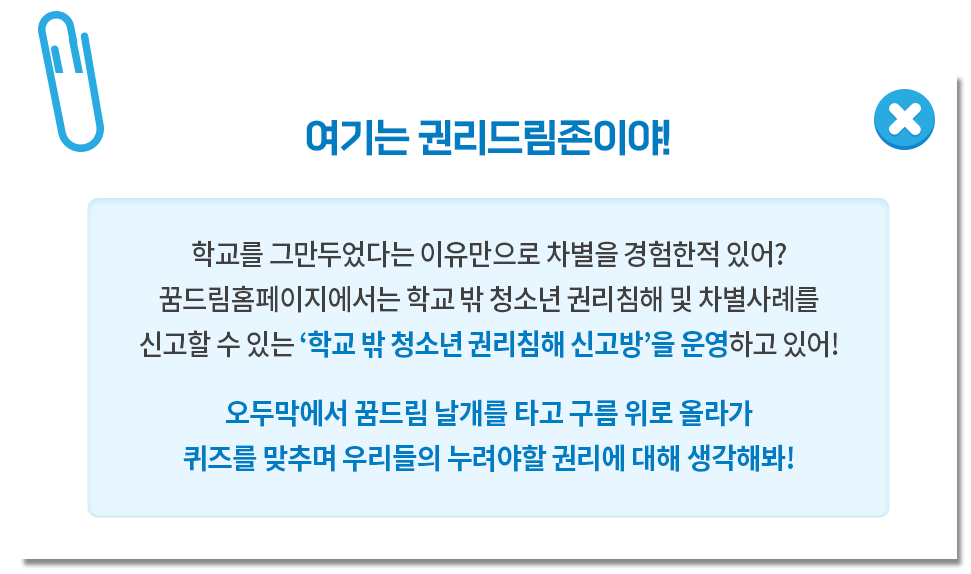 여기는 권리드림존이야!
학교를 그만두었다는 이유만으로 차별을 경험한적 있어?
꿈드림홈페이지에서는 학교 밖 청소년 권리침해 및 차별사례를
신고할 수 있는 ‘학교 밖 청소년 권리침해 신고방’을 운영하고 있어!
오두막에서 꿈드림 날개를 타고 구름 위로 올라가
퀴즈를 맞추며 우리들의 누려야할 권리에 대해 생각해봐!